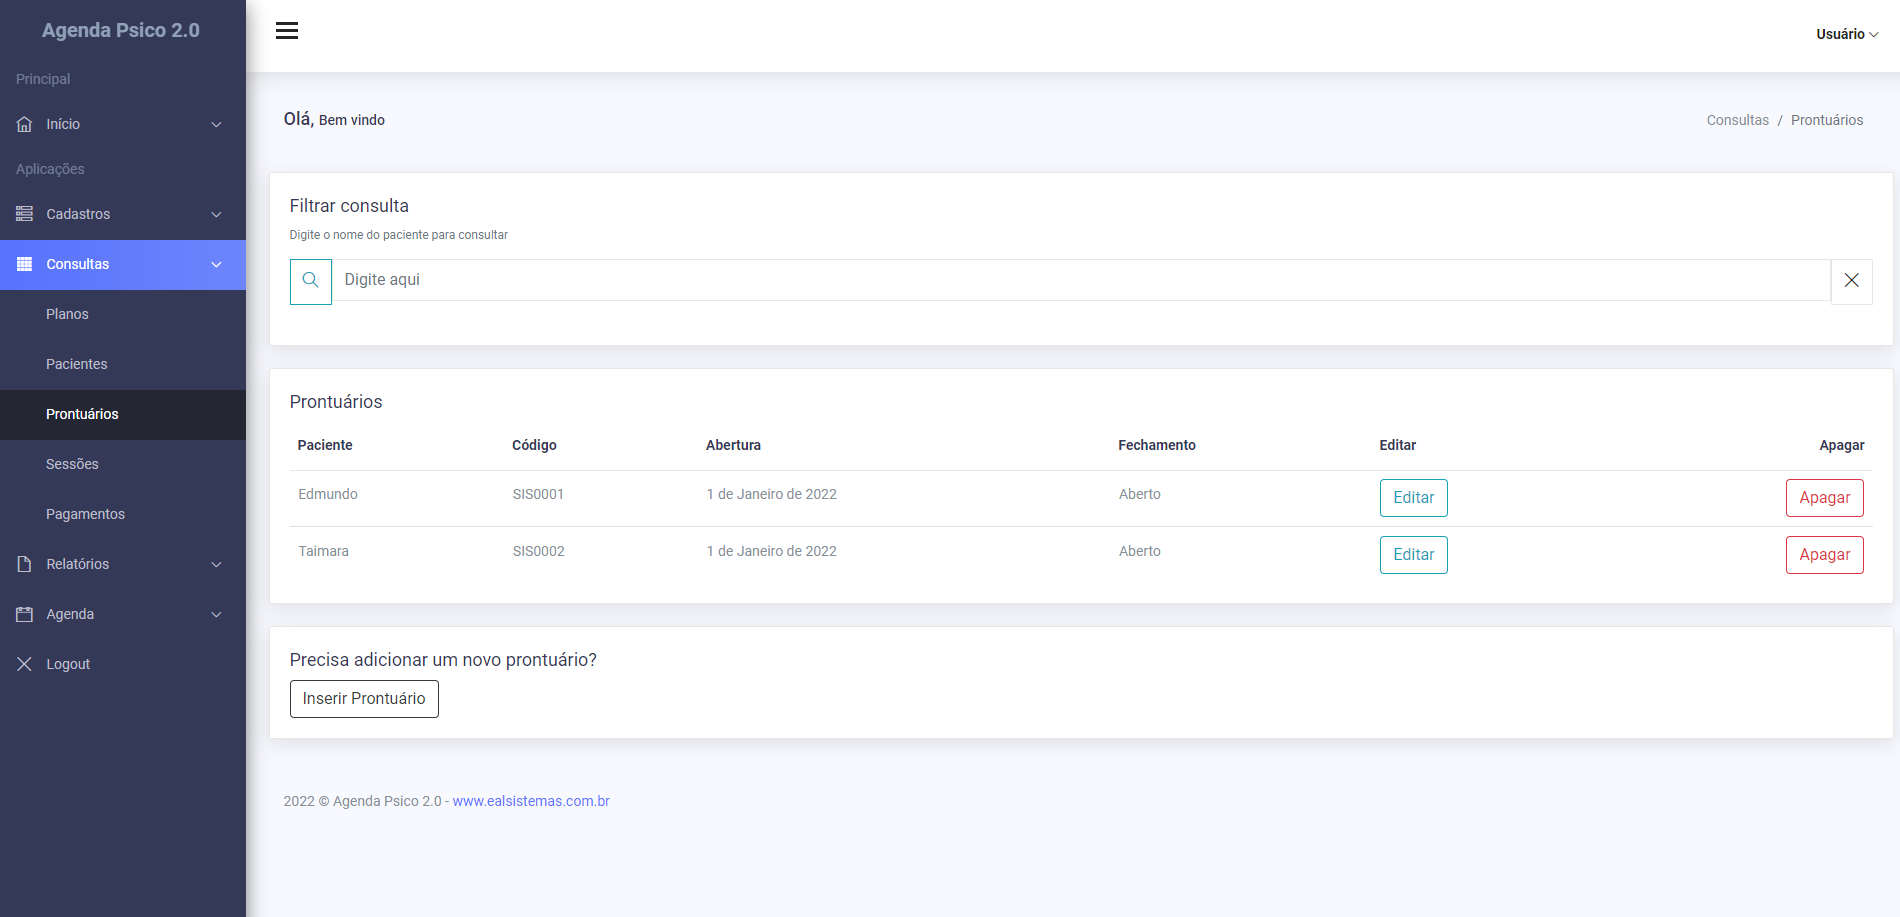 Agenda Psico 2.0
Principal
Início
Aplicações
Cadastros
Consultas
Planos
Pacientes
Prontuários
Sessões
Pagamentos
Relatórios
Agenda
Logout
Usuário
Olá, Bem vindo
Consultas / Prontuários
Filtrar consulta
Digite o nome do paciente para consultar
Digite aqui
Prontuários
Paciente Código Abertura Fechamento Editar Apagar
Edmundo SIS0001 1 de Janeiro de 2022 Aberto Editar Apagar
Taimara SIS0002 1 de Janeiro de 2022 Aberto Editar Apagar
Precisa adicionar um novo prontuário?
Inserir Prontuário
2022 © Agenda Psico 2.0 - www.ealsistemas.com.br